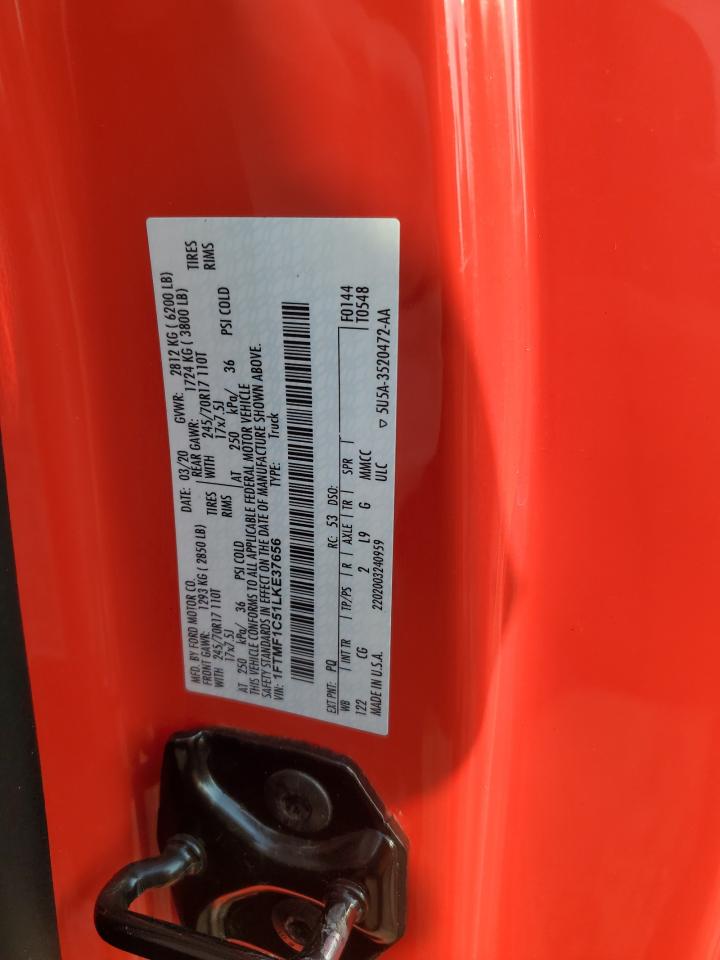 MFD. BY FORD MOTOR CO. DATE: 03/20 GVWR: 2812 KG ( 6200 LB)
FRONT GAWR: 1293 KG ( 2850 LB) REAR GAWR: 1724 KG ( 3800 LB)
WITH 245/70R17 110T TIRES WITH 245/70R17 110T TIRES
17x7.5J RIMS 17x7.5J RIMS
AT 250 kPa/ 36 PSI COLD AT 250 kPa/ 36 PSI COLD
THIS VEHICLE CONFORMS TO ALL APPLICABLE FEDERAL MOTOR VEHICLE
SAFETY STANDARDS IN EFFECT ON THE DATE OF MANUFACTURE SHOWN ABOVE.
VIN: 1FTMF1C51LKE37656 TYPE: Truck
EXT PNT: PQ RC: 53 DSO: F0144
WB INT TR TP/PS R AXLE TR SPR T0548
122 CG 2 L9 G MMCC
MADE IN U.S.A. 2202003240959 ULC 5U5A-3520472-AA